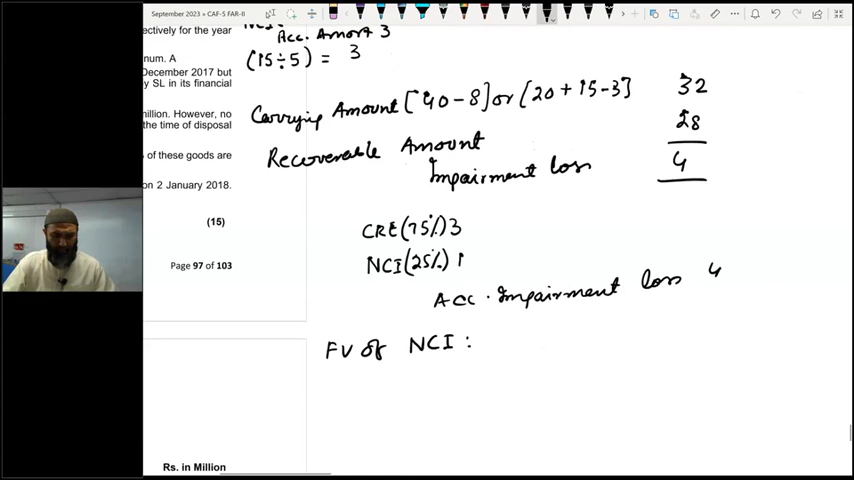 September 2023 » CAF-5 FAR-II
ectively for the year
num. A
December 2017 but
y SL in its financial
million. However, no
the time of disposal
% of these goods are
on 2 January 2018.
(15)
Page 97 of 103
Rs. in Million
Acc. Amort 3
(15÷5) = 3
Carrying Amount [40-8] or [20+15-3] 32
Recoverable Amount 28
Impairment loss 4
CRE(75%) 3
NCI(25%) 1
Acc. Impairment loss 4
FV of NCI: